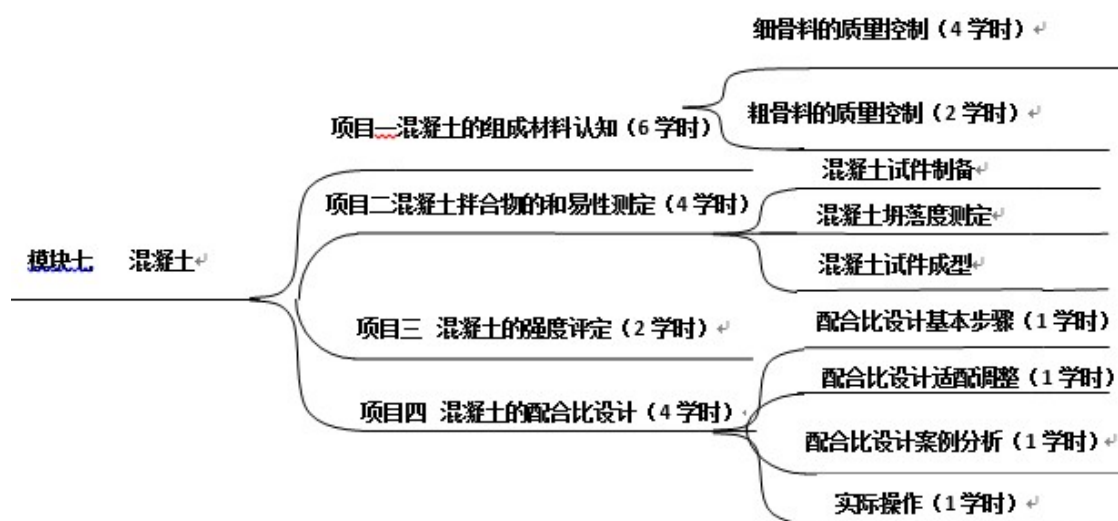 模块七 混凝土
项目一混凝土的组成材料认知（6 学时）
细骨料的质量控制（4 学时）
粗骨料的质量控制（2 学时）
项目二混凝土拌合物的和易性测定（4 学时）
混凝土试件制备
混凝土坍落度测定
混凝土试件成型
项目三 混凝土的强度评定（2 学时）
项目四 混凝土的配合比设计（4 学时）
配合比设计基本步骤（1 学时）
配合比设计适配调整（1 学时）
配合比设计案例分析（1 学时）
实际操作（1 学时）